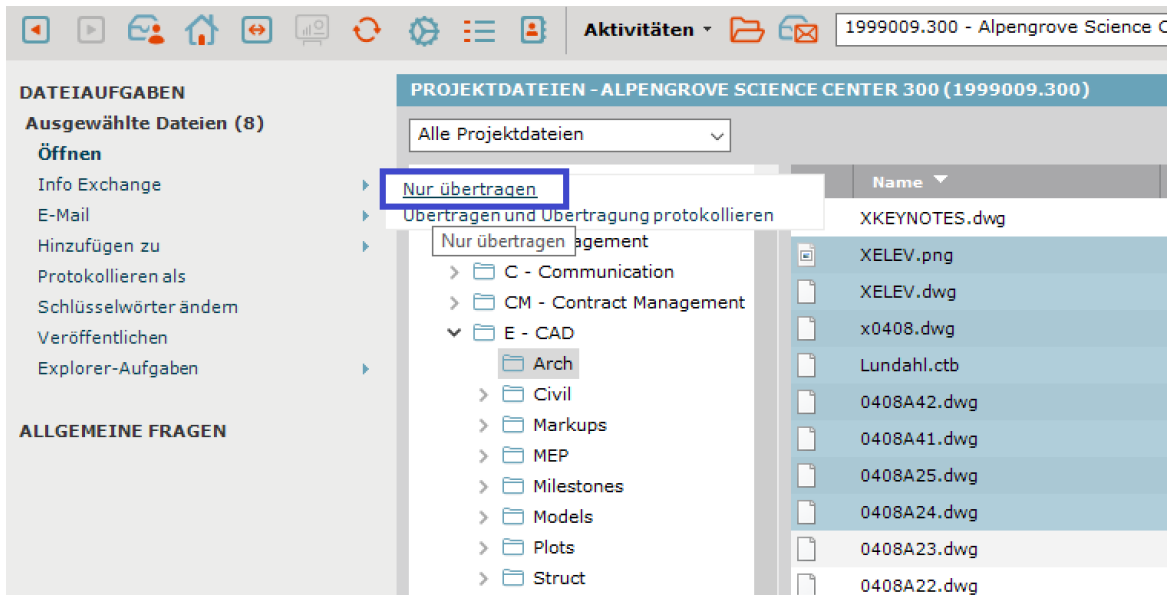 Aktivitäten
1999009.300 - Alpengrove Science C
DATEIAUFGABEN
Ausgewählte Dateien (8)
Öffnen
Info Exchange
E-Mail
Hinzufügen zu
Protokollieren als
Schlüsselwörter ändern
Veröffentlichen
Explorer-Aufgaben
ALLGEMEINE FRAGEN
PROJEKTDATEIEN - ALPENGROVE SCIENCE CENTER 300 (1999009.300)
Alle Projektdateien
Nur übertragen
Übertragen und Übertragung protokollieren
Nur übertragen
agement
C - Communication
CM - Contract Management
E - CAD
Arch
Civil
Markups
MEP
Milestones
Models
Plots
Struct
Name
XKEYNOTES.dwg
XELEV.png
XELEV.dwg
x0408.dwg
Lundahl.ctb
0408A42.dwg
0408A41.dwg
0408A25.dwg
0408A24.dwg
0408A23.dwg
0408A22.dwg